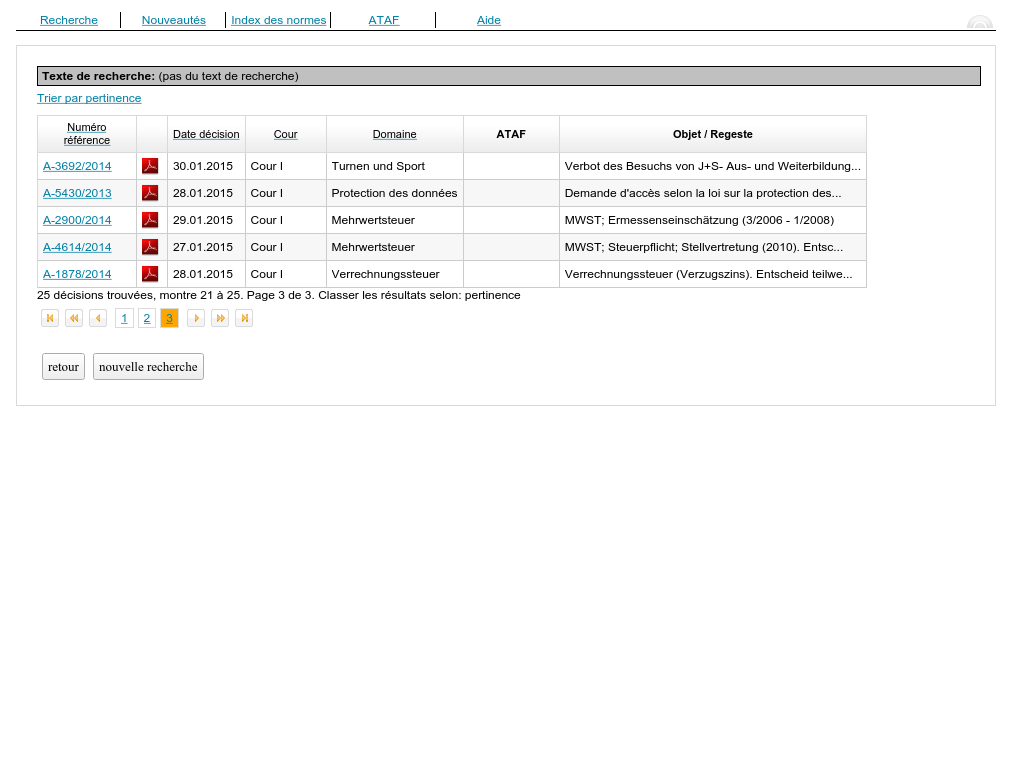 Recherche Nouveautés Index des normes ATAF Aide
Texte de recherche: (pas du text de recherche)
Trier par pertinence
Numéro référence Date décision Cour Domaine ATAF Objet / Regeste
A-3692/2014 30.01.2015 Cour I Turnen und Sport Verbot des Besuchs von J+S- Aus- und Weiterbildung...
A-5430/2013 28.01.2015 Cour I Protection des données Demande d'accès selon la loi sur la protection des...
A-2900/2014 29.01.2015 Cour I Mehrwertsteuer MWST; Ermessenseinschätzung (3/2006 - 1/2008)
A-4614/2014 27.01.2015 Cour I Mehrwertsteuer MWST; Steuerpflicht; Stellvertretung (2010). Entsc...
A-1878/2014 28.01.2015 Cour I Verrechnungssteuer Verrechnungssteuer (Verzugszins). Entscheid teilwe...
25 décisions trouvées, montre 21 à 25. Page 3 de 3. Classer les résultats selon: pertinence
1 2 3
retour nouvelle recherche